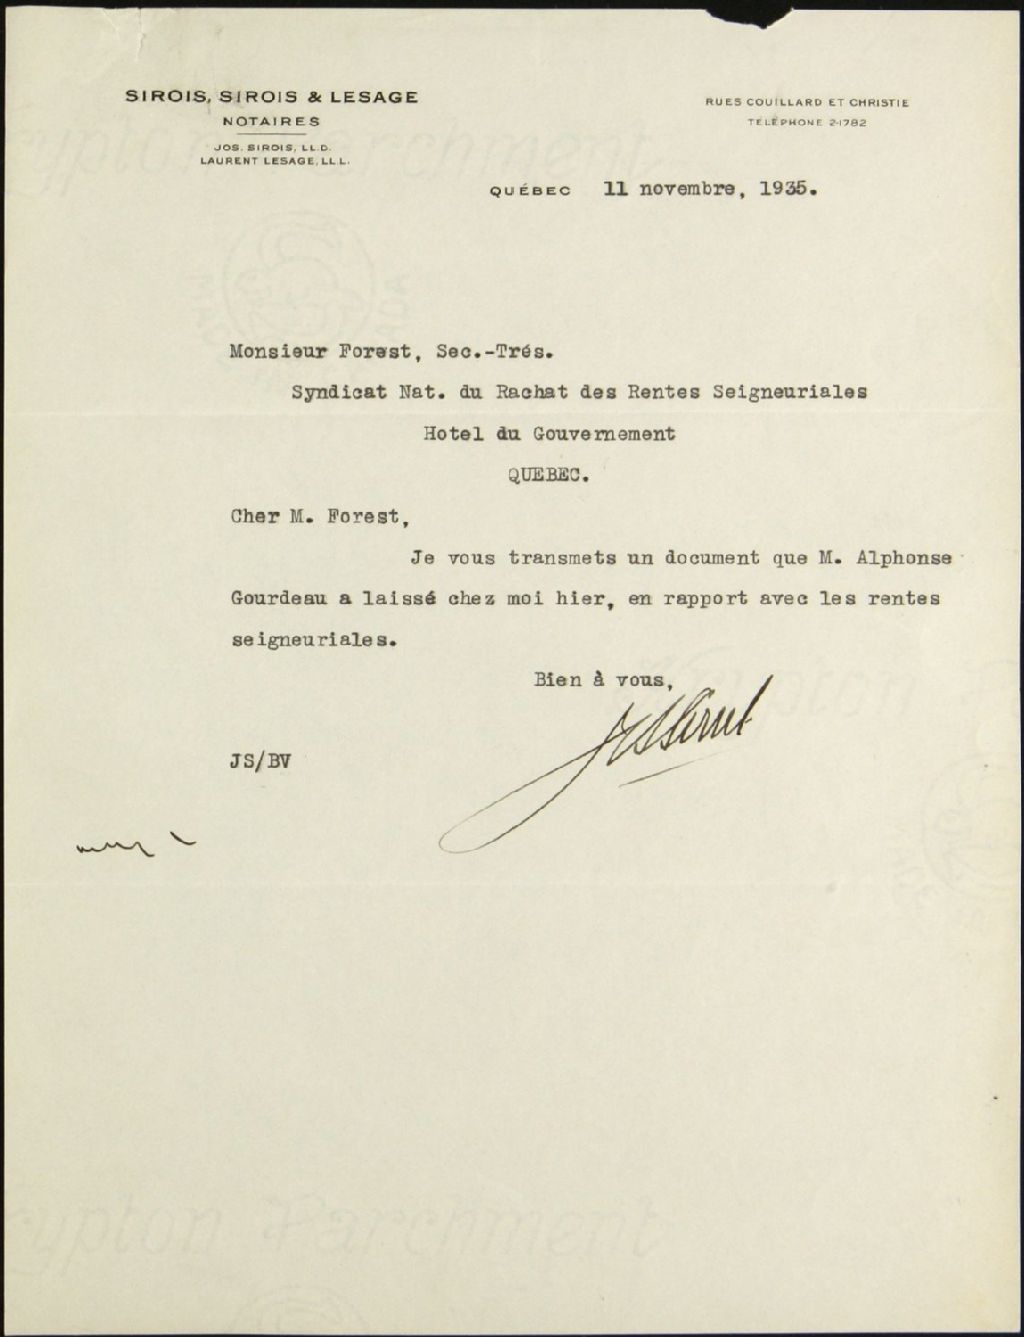 SIROIS, SIROIS & LESAGE
NOTAIRES
JOS. SIROIS, LL.D.
LAURENT LESAGE, LL.L.
RUES COUILLARD ET CHRISTIE
TÉLÉPHONE 2-1782
QUÉBEC 11 novembre, 1935.
Monsieur Forest, Sec.-Trés.
Syndicat Nat. du Rachat des Rentes Seigneuriales
Hotel du Gouvernement
QUEBEC.
Cher M. Forest,
Je vous transmets un document que M. Alphonse
Gourdeau a laissé chez moi hier, en rapport avec les rentes
seigneuriales.
Bien à vous,
JS/BV